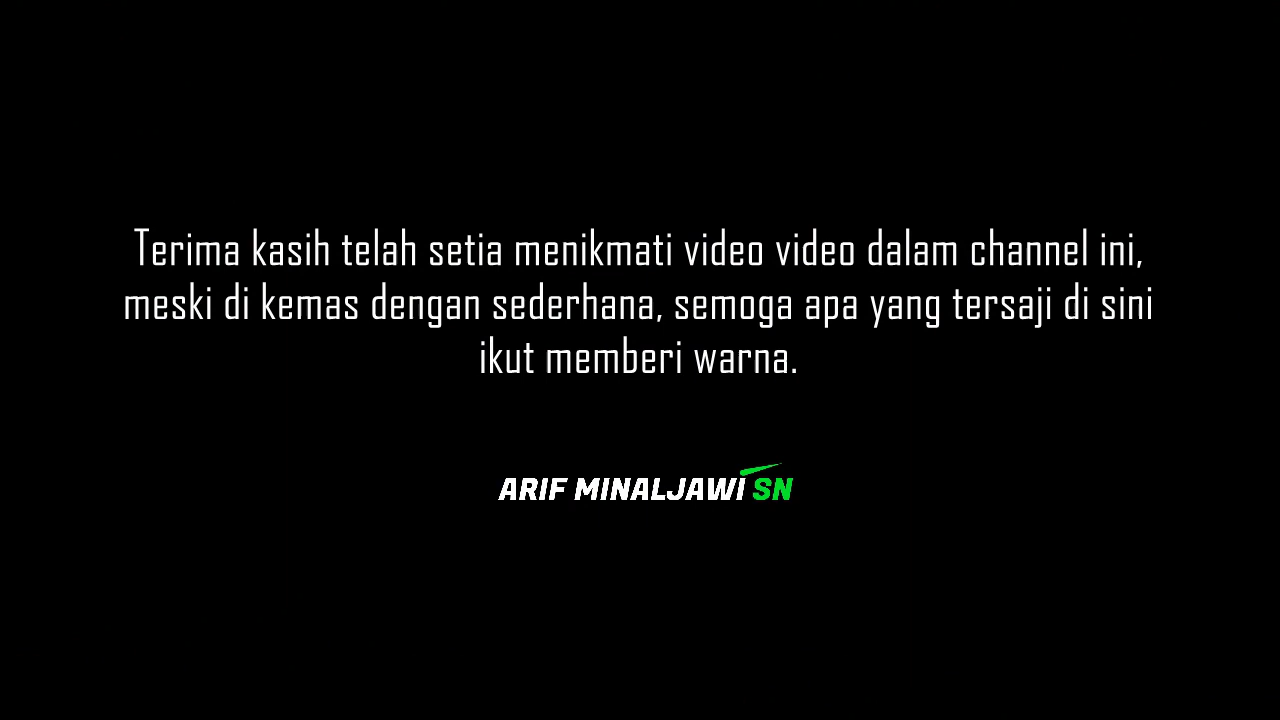 Terima kasih telah setia menikmati video video dalam channel ini,
meski di kemas dengan sederhana, semoga apa yang tersaji di sini
ikut memberi warna.
ARIF MINALJAWI SN